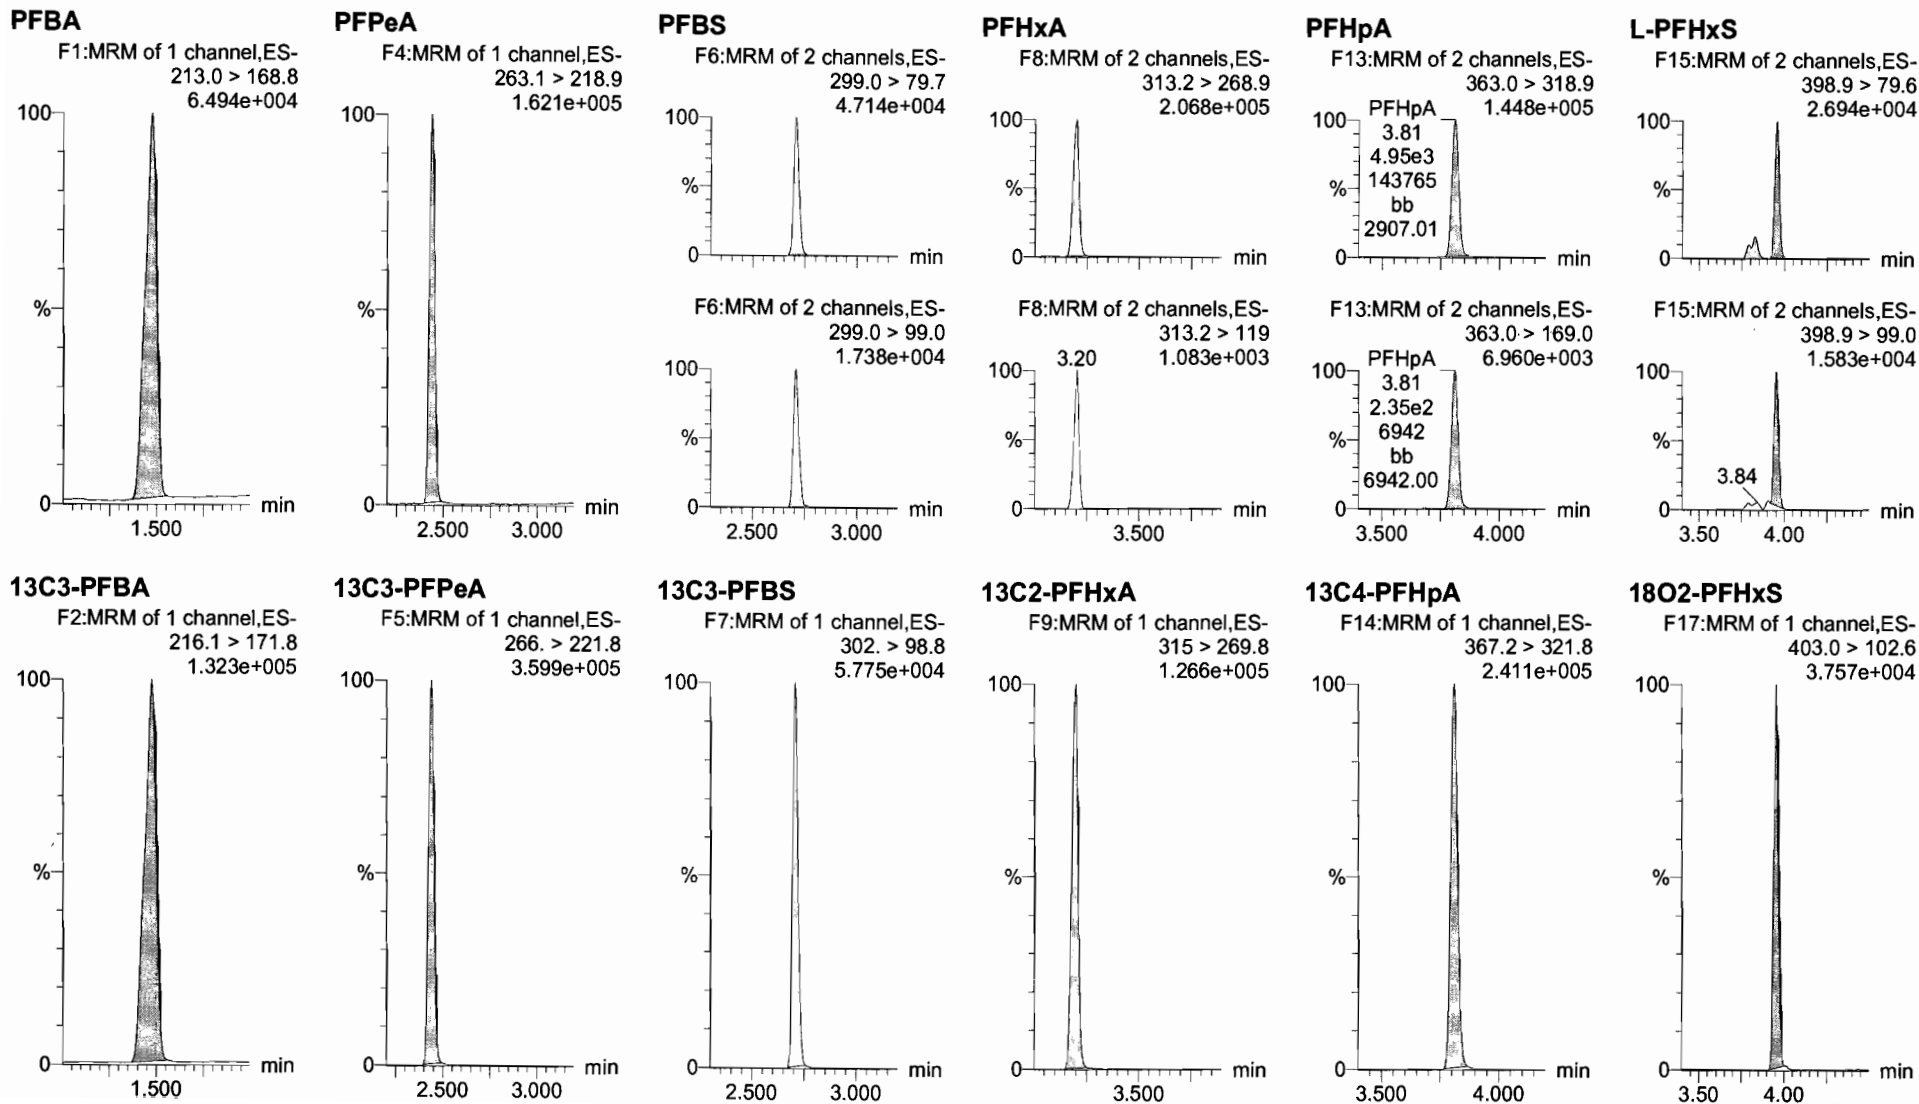 PFBA
F1:MRM of 1 channel,ES-
213.0 > 168.8
6.494e+004
100
%
0
min
1.500
PFPeA
F4:MRM of 1 channel,ES-
263.1 > 218.9
1.621e+005
100
%
0
min
2.500 3.000
PFBS
F6:MRM of 2 channels,ES-
299.0 > 79.7
4.714e+004
100
%
0
min
F6:MRM of 2 channels,ES-
299.0 > 99.0
1.738e+004
100
%
0
min
2.500 3.000
PFHxA
F8:MRM of 2 channels,ES-
313.2 > 268.9
2.068e+005
100
%
0
min
F8:MRM of 2 channels,ES-
313.2 > 119
3.20 1.083e+003
100
%
0
min
3.500
PFHpA
F13:MRM of 2 channels,ES-
363.0 > 318.9
1.448e+005
PFHpA
3.81
4.95e3
143765
bb
2907.01
100
%
0
min
F13:MRM of 2 channels,ES-
363.0 > 169.0
6.960e+003
PFHpA
3.81
2.35e2
6942
bb
6942.00
100
%
0
min
3.500 4.000
L-PFHxS
F15:MRM of 2 channels,ES-
398.9 > 79.6
2.694e+004
100
%
0
min
F15:MRM of 2 channels,ES-
398.9 > 99.0
1.583e+004
100
%
3.84
0
min
3.50 4.00
13C3-PFBA
F2:MRM of 1 channel,ES-
216.1 > 171.8
1.323e+005
100
%
0
min
1.500
13C3-PFPeA
F5:MRM of 1 channel,ES-
266. > 221.8
3.599e+005
100
%
0
min
2.500 3.000
13C3-PFBS
F7:MRM of 1 channel,ES-
302. > 98.8
5.775e+004
100
%
0
min
2.500 3.000
13C2-PFHxA
F9:MRM of 1 channel,ES-
315 > 269.8
1.266e+005
100
%
0
min
3.500
13C4-PFHpA
F14:MRM of 1 channel,ES-
367.2 > 321.8
2.411e+005
100
%
0
min
3.500 4.000
18O2-PFHxS
F17:MRM of 1 channel,ES-
403.0 > 102.6
3.757e+004
100
%
0
min
3.50 4.00